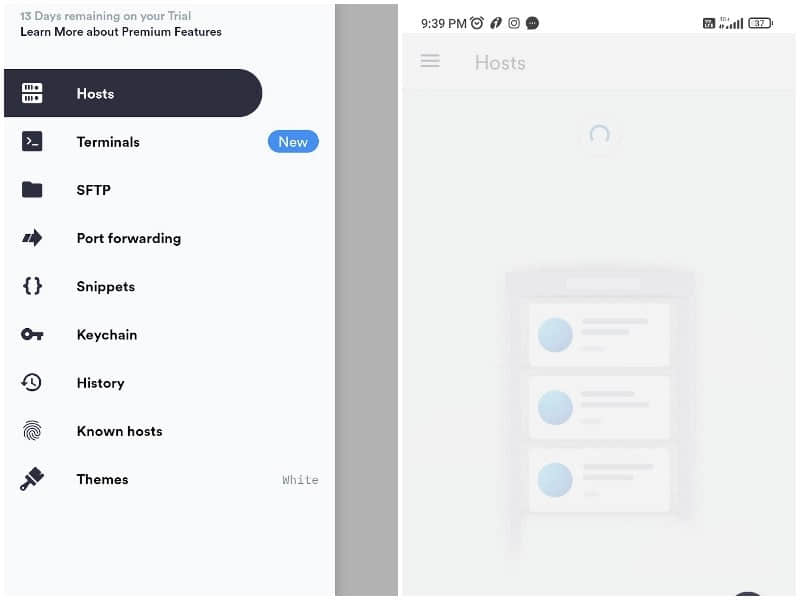 13 Days remaining on your Trial
Learn More about Premium Features
Hosts
Terminals
New
SFTP
Port forwarding
Snippets
Keychain
History
Known hosts
Themes
White
9:39 PM
37
Hosts